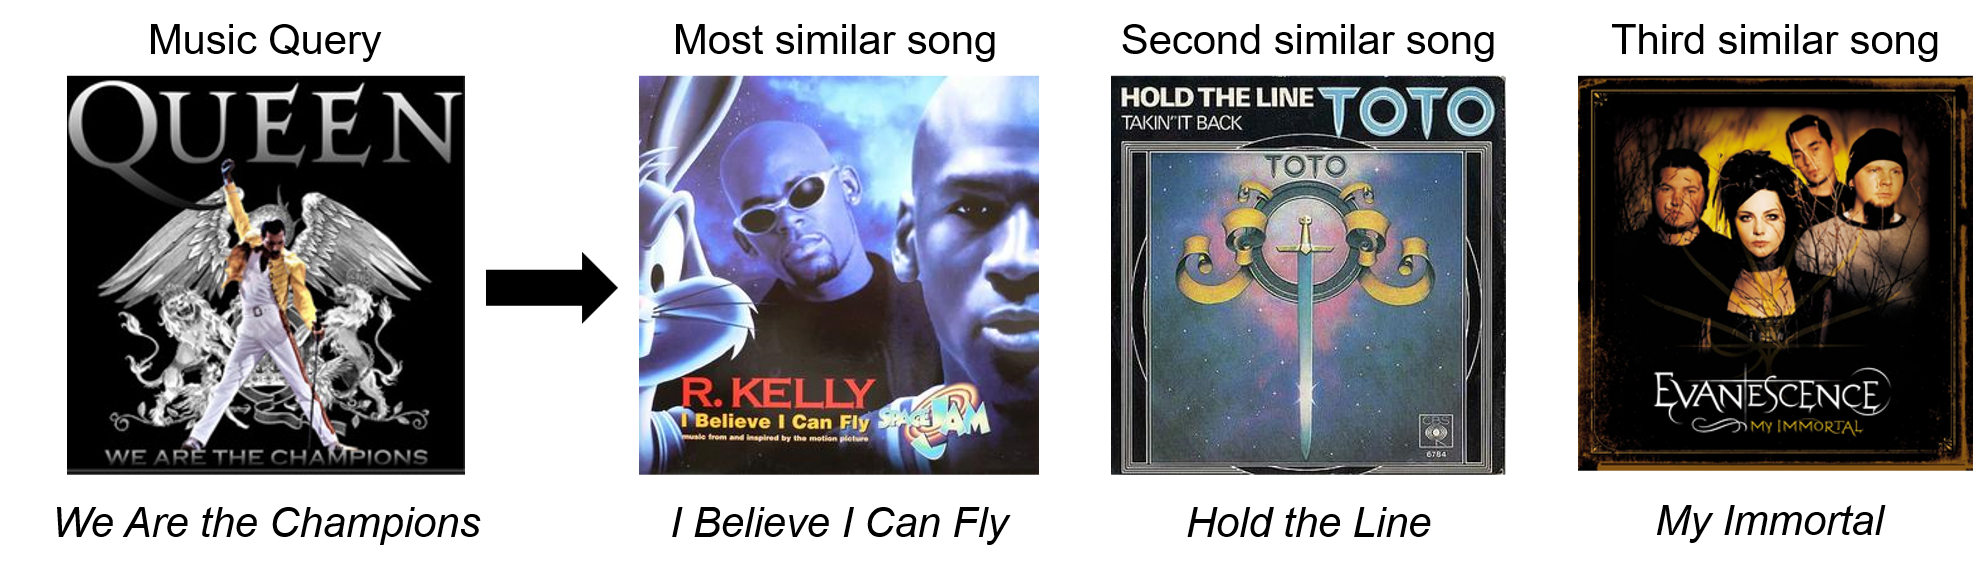 Music Query
Most similar song
Second similar song
Third similar song
QUEEN
WE ARE THE CHAMPIONS
R. KELLY
I Believe I Can Fly
music from and inspired by the motion picture
SPACE JAM
HOLD THE LINE TOTO
TAKIN' IT BACK
TOTO
CBS
6784
EVANESCENCE
MY IMMORTAL
We Are the Champions
I Believe I Can Fly
Hold the Line
My Immortal